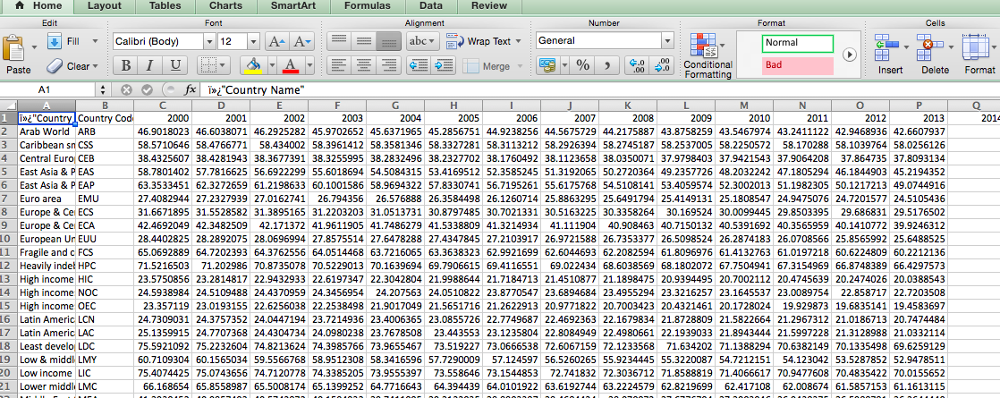 Home Layout Tables Charts SmartArt Formulas Data Review
Edit Font Alignment Number Format Cells
Fill Calibri (Body) 12 A A abc Wrap Text General Normal
Paste Clear B I U A Merge % , .0 .00 Conditional Formatting Bad Insert Delete Format
A1 fx ï»¿"Country Name"
A B C D E F G H I J K L M N O P Q
1 ï»¿"Country Country Cod 2000 2001 2002 2003 2004 2005 2006 2007 2008 2009 2010 2011 2012 2013 2014
2 Arab World ARB 46.9018023 46.6038071 46.2925282 45.9702652 45.6371965 45.2856751 44.9238256 44.5675729 44.2175887 43.8758259 43.5467974 43.2411122 42.9468936 42.6607937
3 Caribbean sn CSS 58.5710646 58.4766771 58.434002 58.3961412 58.3581346 58.3327281 58.3113212 58.2926394 58.2745187 58.2537005 58.2250572 58.170288 58.1039764 58.0256126
4 Central Euro CEB 38.4325607 38.4281943 38.3677391 38.3255995 38.2832496 38.2327702 38.1760492 38.1123658 38.0350071 37.9798403 37.9421543 37.9064208 37.864735 37.8093134
5 East Asia & P EAS 58.7801402 57.7817625 56.6922299 55.6018694 54.5084315 53.4169512 52.3585245 51.3192065 50.2720364 49.2357726 48.2032242 47.1805294 46.1844903 45.2194352
6 East Asia & P EAP 63.3533451 62.3272659 61.2198633 60.1001586 58.9694322 57.8330741 56.7195261 55.6175768 54.5108141 53.4059574 52.3002013 51.1982305 50.1217213 49.0744916
7 Euro area EMU 27.4082944 27.2327939 27.0162741 26.794356 26.576888 26.3584498 26.1260714 25.8863295 25.6491794 25.4149131 25.1808547 24.9475076 24.7201577 24.5105436
8 Europe & Ce ECS 31.6671895 31.5528582 31.3895165 31.2203203 31.0513731 30.8797485 30.7021331 30.5163225 30.3358264 30.169524 30.0099445 29.8503395 29.686831 29.5176502
9 Europe & Ce ECA 42.4692049 42.3482509 42.171372 41.9611905 41.7486279 41.5338809 41.3214934 41.111904 40.908463 40.7150132 40.5391692 40.3565959 40.1410772 39.9246312
10 European Un EUU 28.4402825 28.2892075 28.0696994 27.8575514 27.6478288 27.4347845 27.2103917 26.9721588 26.7353377 26.5098524 26.2874183 26.0708566 25.8565992 25.6488525
11 Fragile and c FCS 65.0692889 64.7202393 64.3762556 64.0514468 63.7216065 63.3638323 62.9921699 62.6044693 62.2082594 61.8096976 61.4132763 61.0197218 60.6224809 60.2212136
12 Heavily indeb HPC 71.5216503 71.202986 70.8735078 70.5229013 70.1639694 69.7906615 69.4116551 69.022434 68.6038569 68.1802072 67.7504941 67.3154969 66.8748389 66.4297573
13 High income HIC 23.5750856 23.2814817 22.9432933 22.6197347 22.3042804 21.9988644 21.7184713 21.4510877 21.1898475 20.9394495 20.7002112 20.4745639 20.2474026 20.0388543
14 High income NOC 24.5938984 24.5109488 24.4370959 24.3456954 24.207563 24.0510822 23.8770547 23.6894684 23.4955294 23.3216257 23.1645537 23.0089754 22.858717 22.7203508
15 High income OEC 23.357119 23.0193155 22.6256038 22.2538498 21.9017049 21.5651716 21.2622913 20.9771822 20.7003423 20.4321461 20.1728024 19.929873 19.6835141 19.4583697
16 Latin Americ LCN 24.7309031 24.3757352 24.0447194 23.7214936 23.4006365 23.0855726 22.7749687 22.4692363 22.1679834 21.8728809 21.5822664 21.2967312 21.0186713 20.7474484
17 Latin Americ LAC 25.1359915 24.7707368 24.4304734 24.0980238 23.7678508 23.443553 23.1235804 22.8084949 22.4980661 22.1939033 21.8943444 21.5997228 21.3128988 21.0332114
18 Least develo LDC 75.5921092 75.2232604 74.8213624 74.3985766 73.9655467 73.519227 73.0666538 72.6067159 72.1233568 71.634202 71.1388294 70.6382149 70.1335498 69.6259129
19 Low & middl LMY 60.7109304 60.1565034 59.5566768 58.9512908 58.3416596 57.7290009 57.124597 56.5260265 55.9234445 55.3220087 54.7212151 54.123042 53.5287852 52.9478511
20 Low income LIC 75.4074425 75.0743656 74.7120778 74.3385205 73.9555397 73.558646 73.1544853 72.741832 72.3036712 71.8588819 71.4066617 70.9477608 70.4835422 70.0155652
21 Lower middl LMC 66.168654 65.8558987 65.5008174 65.1399252 64.7716643 64.394439 64.0101922 63.6192744 63.2224579 62.8219699 62.417108 62.008674 61.5857153 61.1613115